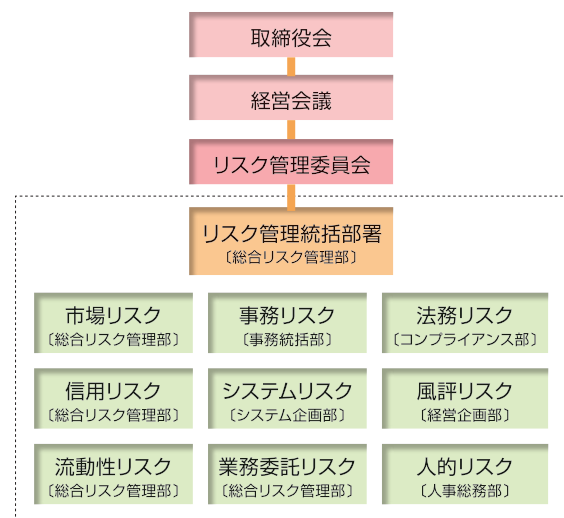 取締役会
経営会議
リスク管理委員会
リスク管理統括部署
〔総合リスク管理部〕
市場リスク
〔総合リスク管理部〕
事務リスク
〔事務統括部〕
法務リスク
〔コンプライアンス部〕
信用リスク
〔総合リスク管理部〕
システムリスク
〔システム企画部〕
風評リスク
〔経営企画部〕
流動性リスク
〔総合リスク管理部〕
業務委託リスク
〔総合リスク管理部〕
人的リスク
〔人事総務部〕